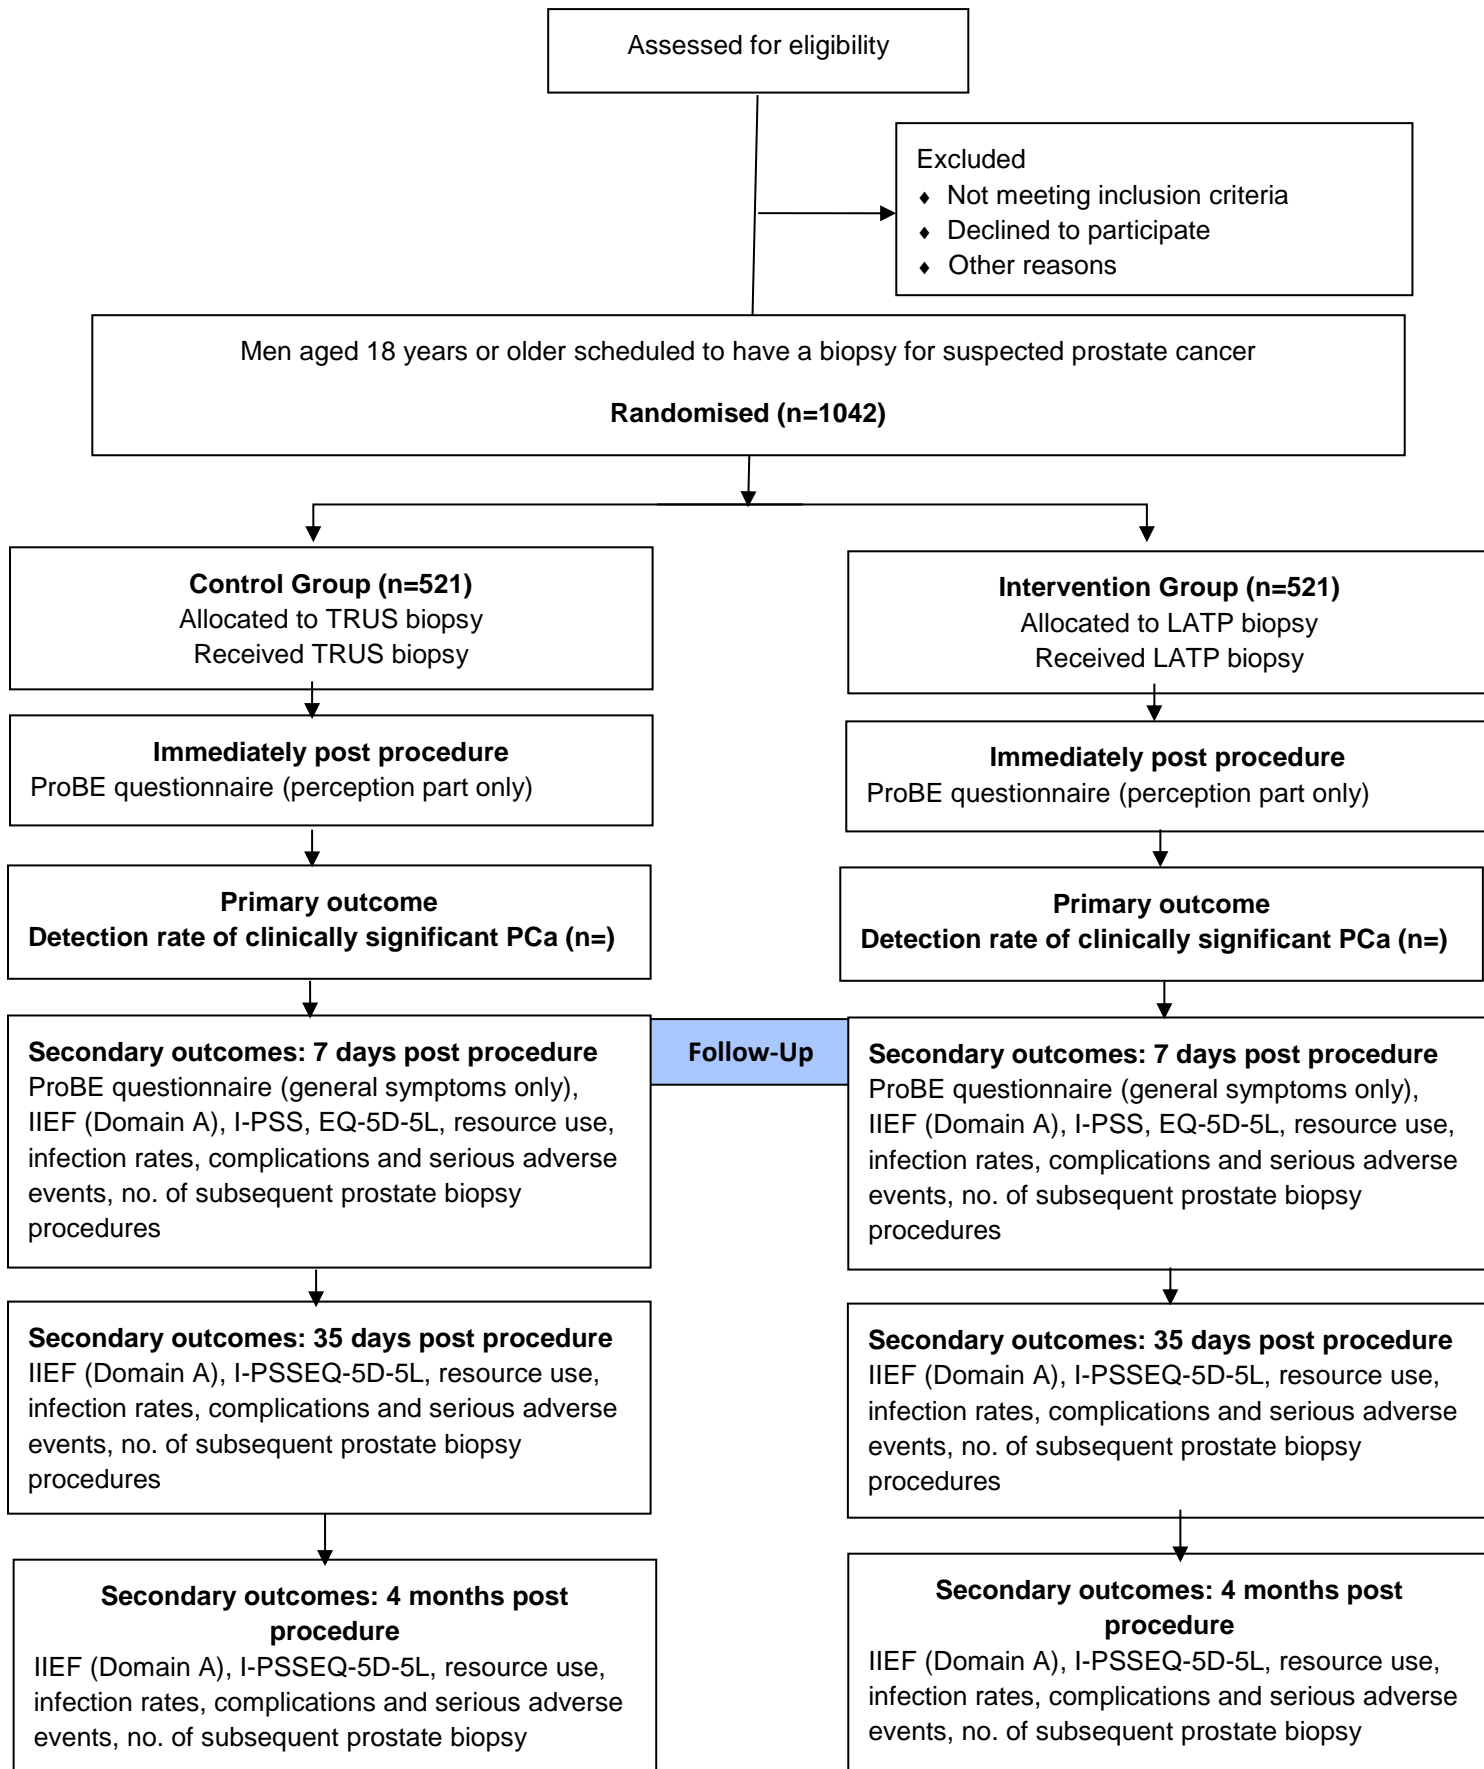 Assessed for eligibility
Excluded
♦ Not meeting inclusion criteria
♦ Declined to participate
♦ Other reasons
Men aged 18 years or older scheduled to have a biopsy for suspected prostate cancer
Randomised (n=1042)
Control Group (n=521)
Allocated to TRUS biopsy
Received TRUS biopsy
Intervention Group (n=521)
Allocated to LATP biopsy
Received LATP biopsy
Immediately post procedure
ProBE questionnaire (perception part only)
Immediately post procedure
ProBE questionnaire (perception part only)
Primary outcome
Detection rate of clinically significant PCa (n=)
Primary outcome
Detection rate of clinically significant PCa (n=)
Secondary outcomes: 7 days post procedure
ProBE questionnaire (general symptoms only),
IIEF (Domain A), I-PSS, EQ-5D-5L, resource use,
infection rates, complications and serious adverse
events, no. of subsequent prostate biopsy
procedures
Follow-Up
Secondary outcomes: 7 days post procedure
ProBE questionnaire (general symptoms only),
IIEF (Domain A), I-PSS, EQ-5D-5L, resource use,
infection rates, complications and serious adverse
events, no. of subsequent prostate biopsy
procedures
Secondary outcomes: 35 days post procedure
IIEF (Domain A), I-PSSEQ-5D-5L, resource use,
infection rates, complications and serious adverse
events, no. of subsequent prostate biopsy
procedures
Secondary outcomes: 35 days post procedure
IIEF (Domain A), I-PSSEQ-5D-5L, resource use,
infection rates, complications and serious adverse
events, no. of subsequent prostate biopsy
procedures
Secondary outcomes: 4 months post
procedure
IIEF (Domain A), I-PSSEQ-5D-5L, resource use,
infection rates, complications and serious adverse
events, no. of subsequent prostate biopsy
Secondary outcomes: 4 months post
procedure
IIEF (Domain A), I-PSSEQ-5D-5L, resource use,
infection rates, complications and serious adverse
events, no. of subsequent prostate biopsy